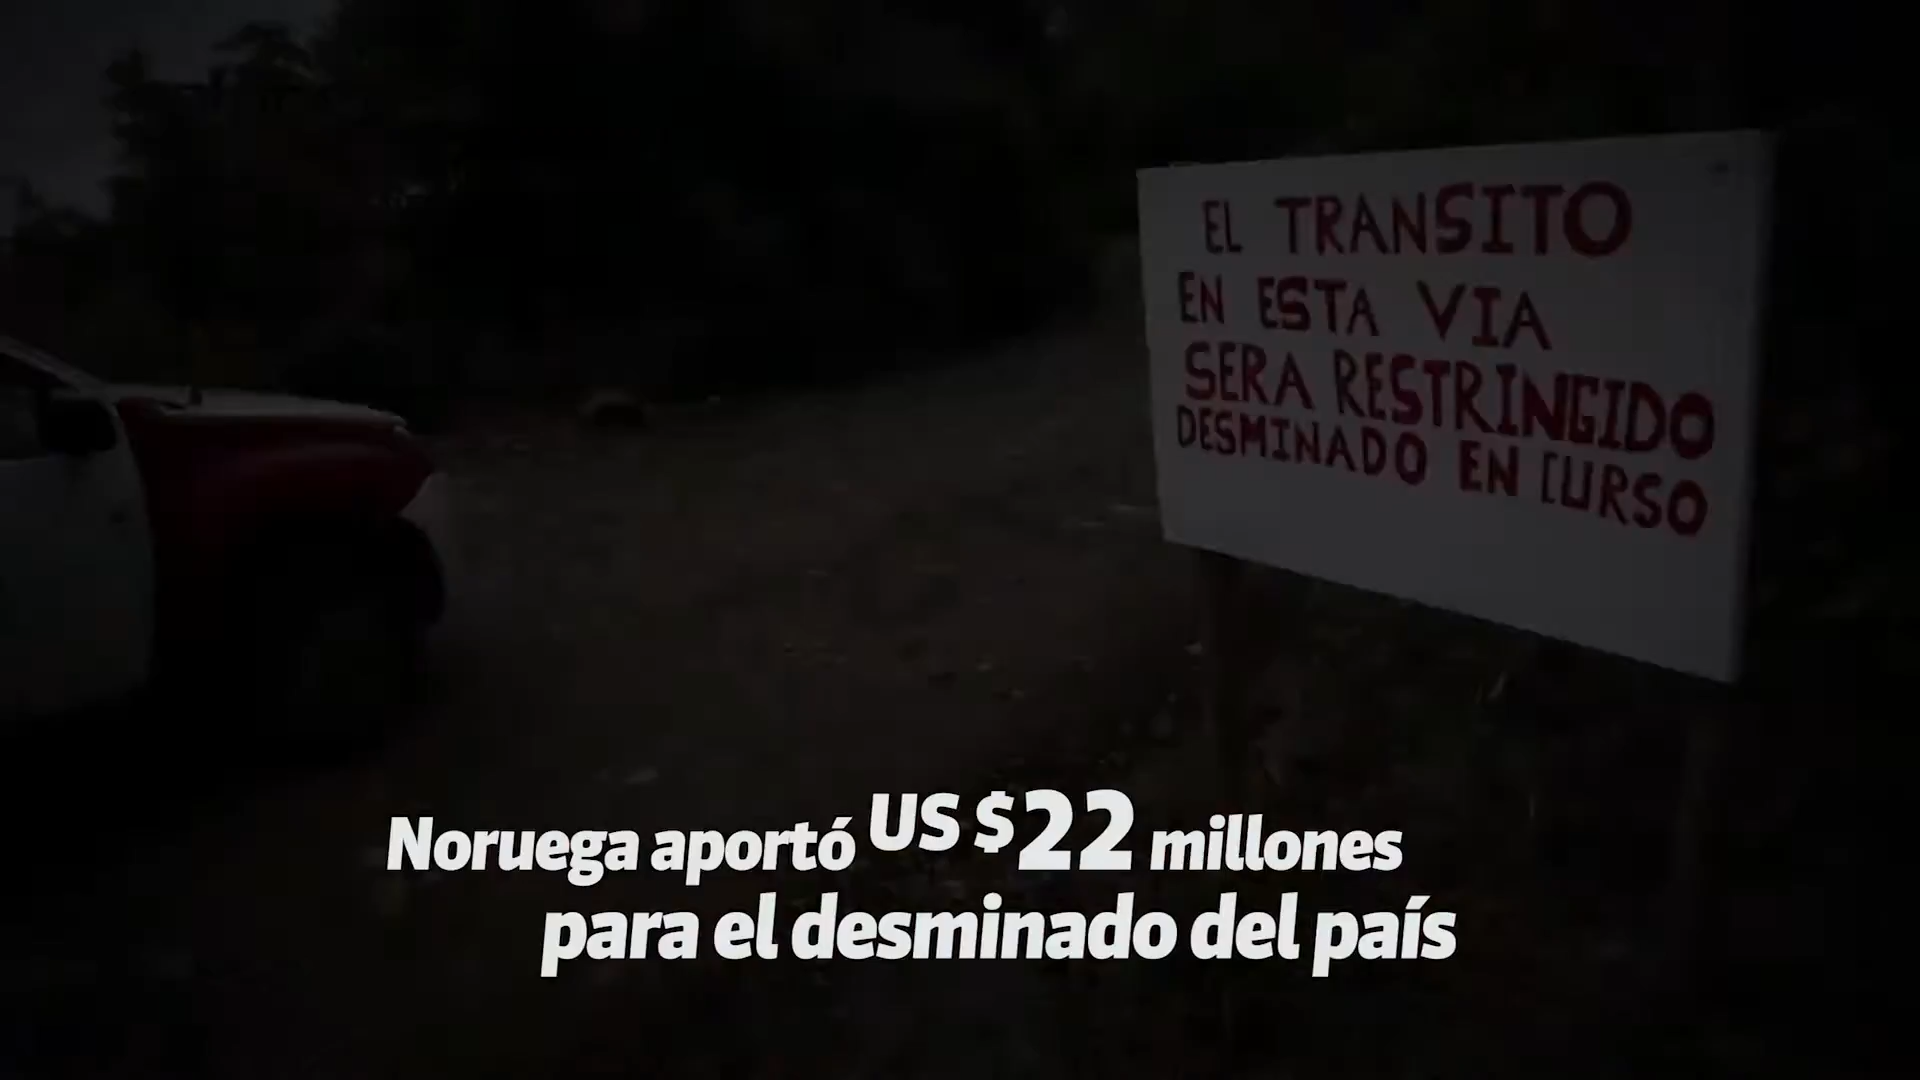 EL TRANSITO
EN ESTA VIA
SERA RESTRINGIDO
DESMINADO EN CURSO
Noruega aportó US $22 millones
para el desminado del país